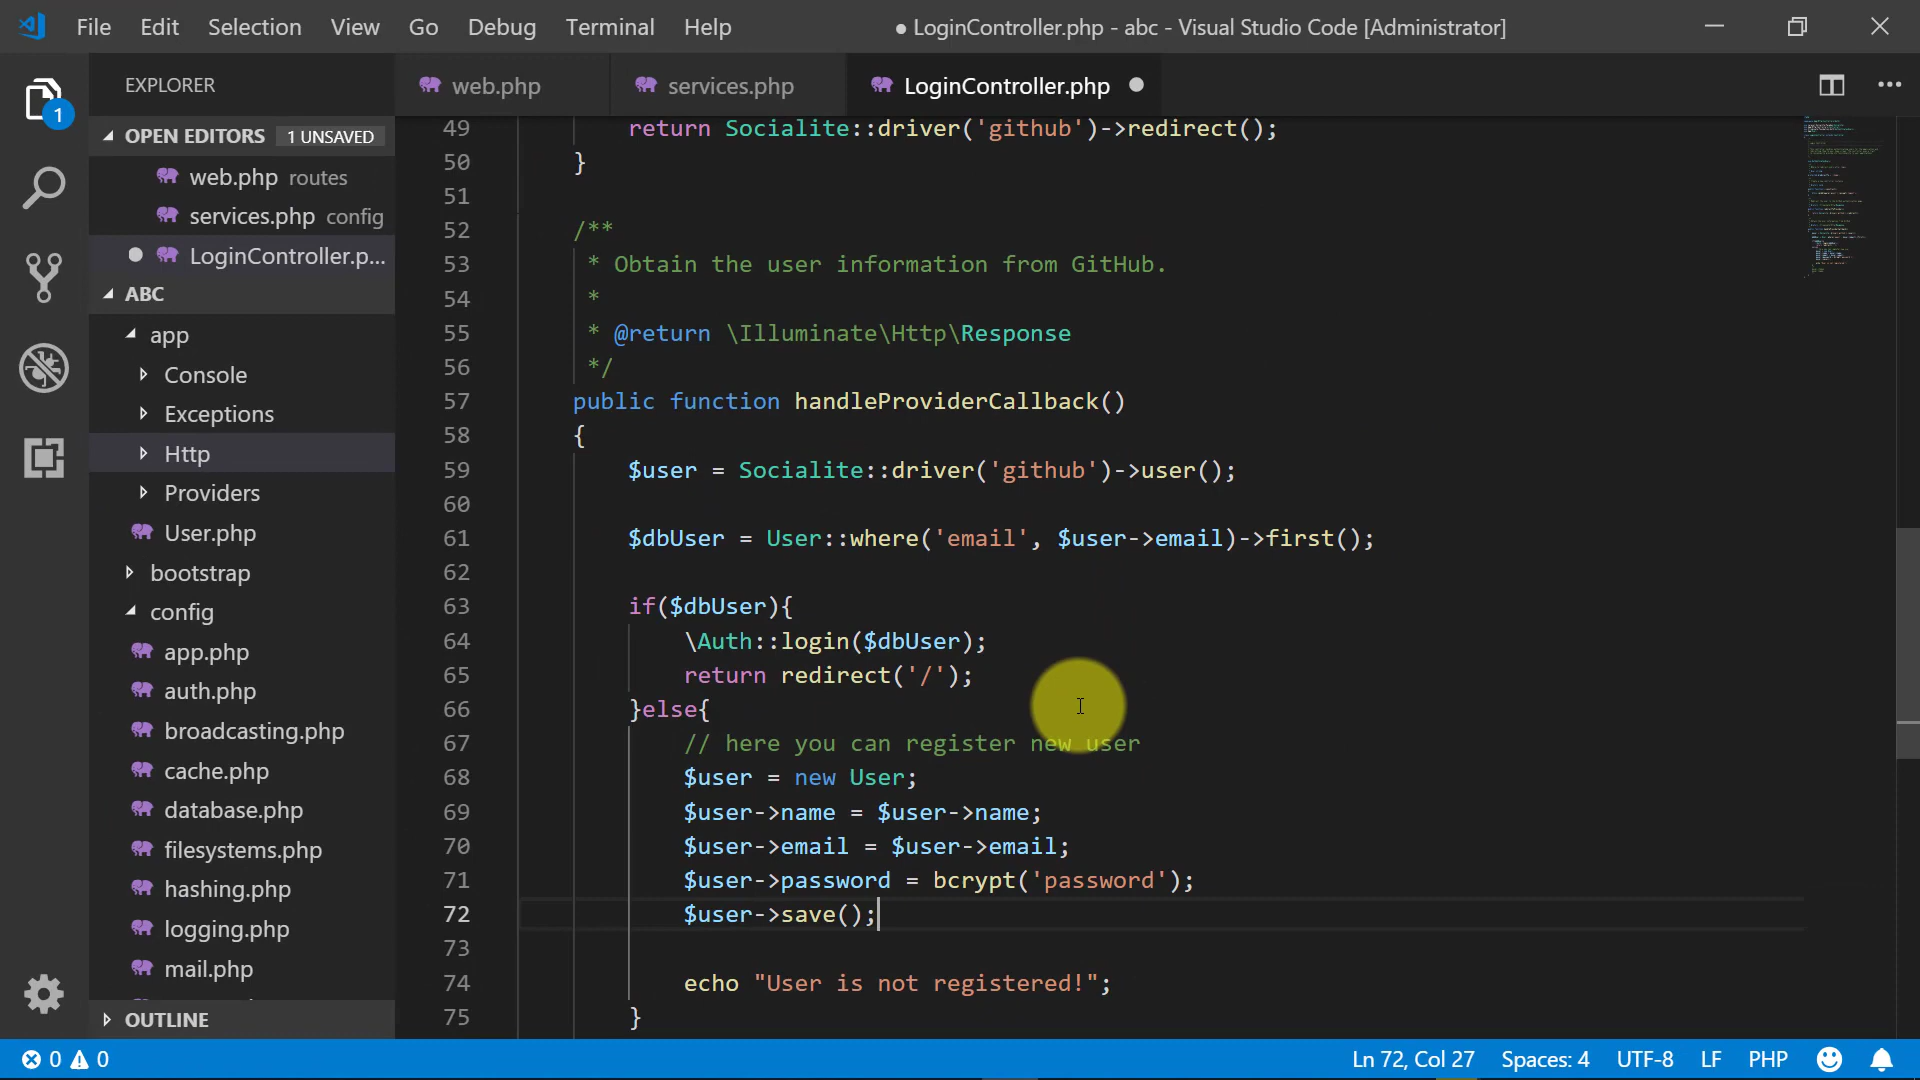 File Edit Selection View Go Debug Terminal Help ● LoginController.php - abc - Visual Studio Code [Administrator]
1
EXPLORER
OPEN EDITORS 1 UNSAVED
web.php routes
services.php config
LoginController.p...
ABC
app
Console
Exceptions
Http
Providers
User.php
bootstrap
config
app.php
auth.php
broadcasting.php
cache.php
database.php
filesystems.php
hashing.php
logging.php
mail.php
OUTLINE
web.php services.php LoginController.php
49 return Socialite::driver('github')->redirect();
50 }
51
52 /**
53 * Obtain the user information from GitHub.
54 *
55 * @return \Illuminate\Http\Response
56 */
57 public function handleProviderCallback()
58 {
59 $user = Socialite::driver('github')->user();
60
61 $dbUser = User::where('email', $user->email)->first();
62
63 if($dbUser){
64 \Auth::login($dbUser);
65 return redirect('/');
66 }else{
67 // here you can register new user
68 $user = new User;
69 $user->name = $user->name;
70 $user->email = $user->email;
71 $user->password = bcrypt('password');
72 $user->save();
73
74 echo "User is not registered!";
75 }
0 0 Ln 72, Col 27 Spaces: 4 UTF-8 LF PHP